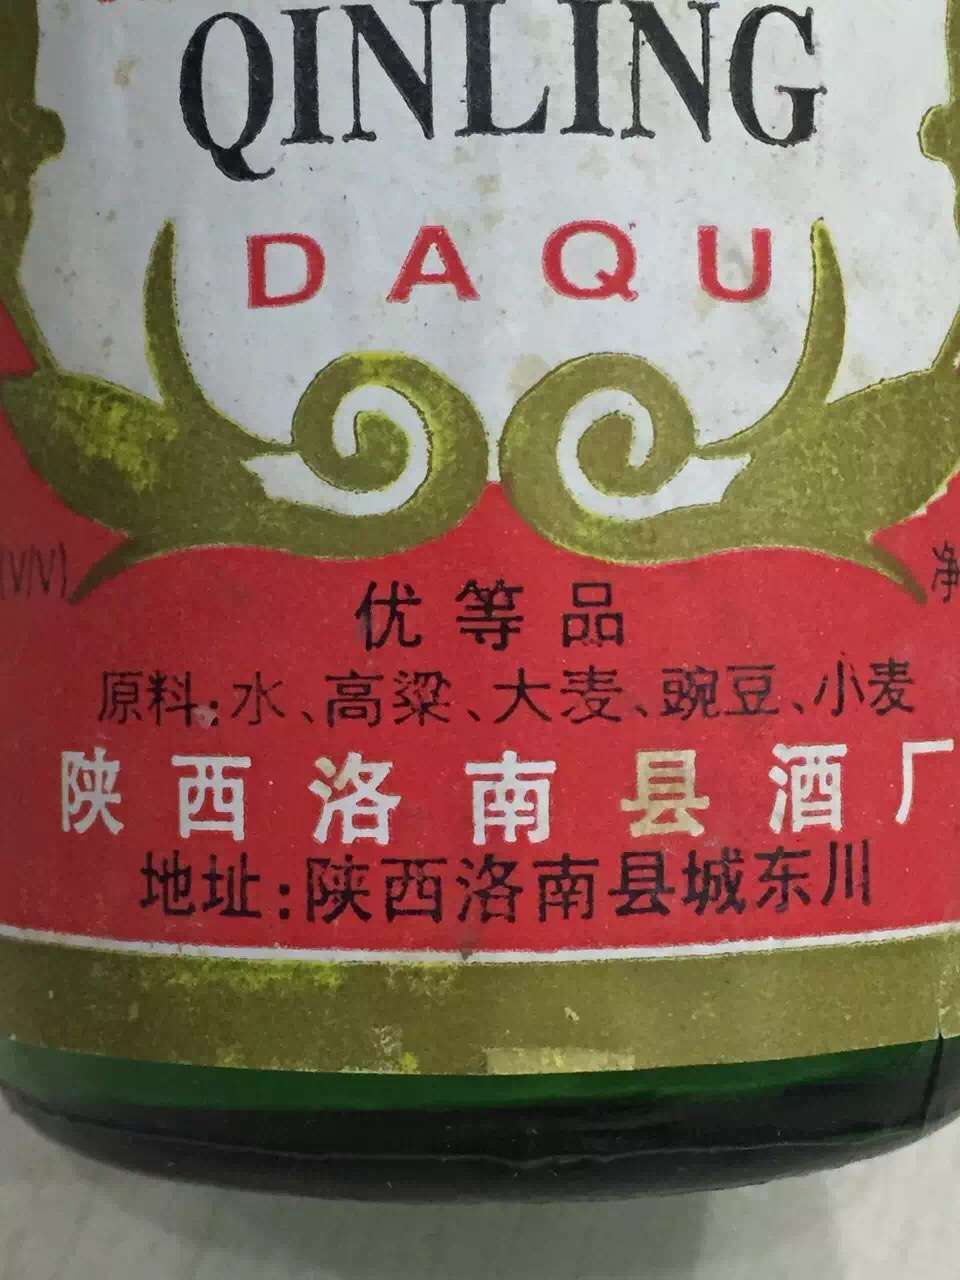 QINLING
DAQU
(V/V)
净
优等品
原料:水、高粱、大麦、豌豆、小麦
陕西洛南县酒厂
地址:陕西洛南县城东川